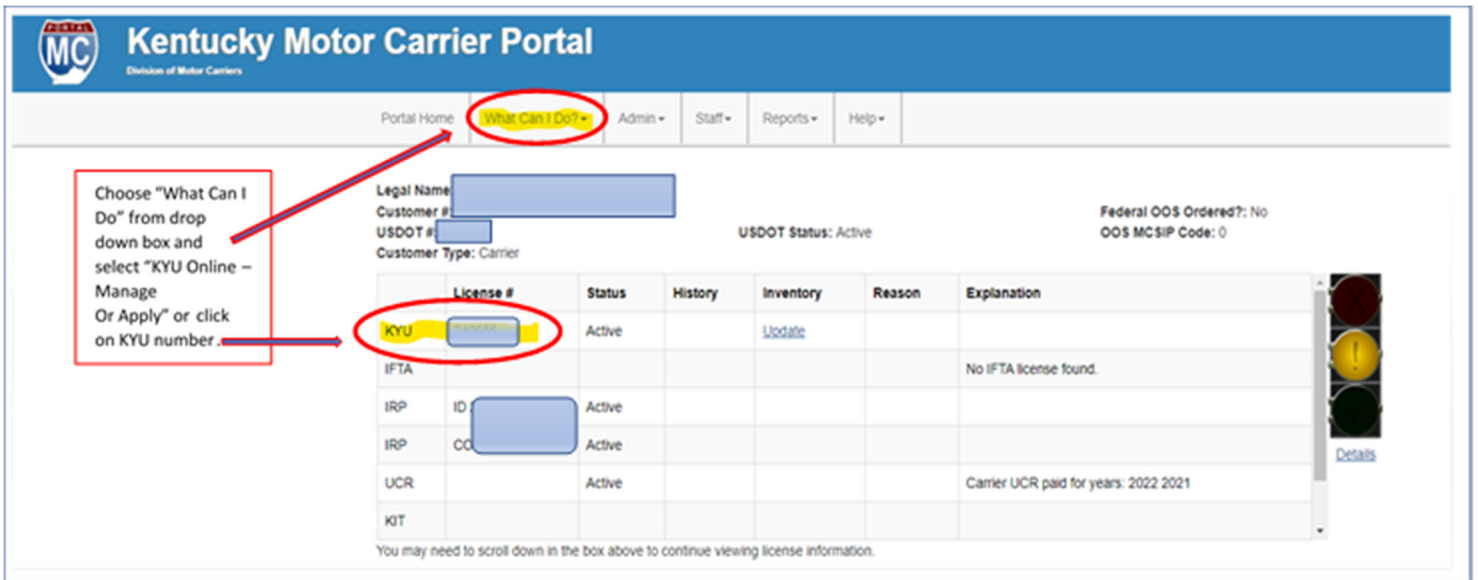 PORTAL
MC
Kentucky Motor Carrier Portal
Division of Motor Carriers
Portal Home What Can I Do? Admin Staff Reports Help
Choose "What Can I
Do" from drop
down box and
select "KYU Online –
Manage
Or Apply" or click
on KYU number.
Legal Name
Customer #:
USDOT #: USDOT Status: Active
Customer Type: Carrier
Federal OOS Ordered?: No
OOS MCSIP Code: 0
License # Status History Inventory Reason Explanation
KYU Active Update
IFTA No IFTA license found.
IRP ID Active
IRP CO Active
UCR Active Carrier UCR paid for years: 2022 2021
KIT
Details
You may need to scroll down in the box above to continue viewing license information.